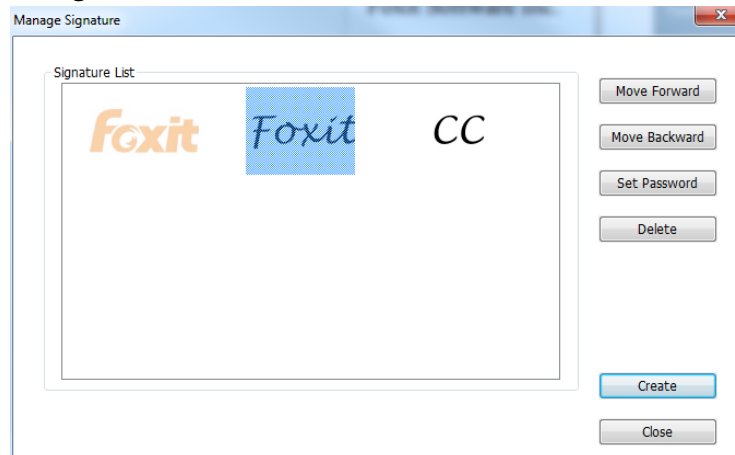 Manage Signature
Signature List
foxit
Foxit
CC
Move Forward
Move Backward
Set Password
Delete
Create
Close